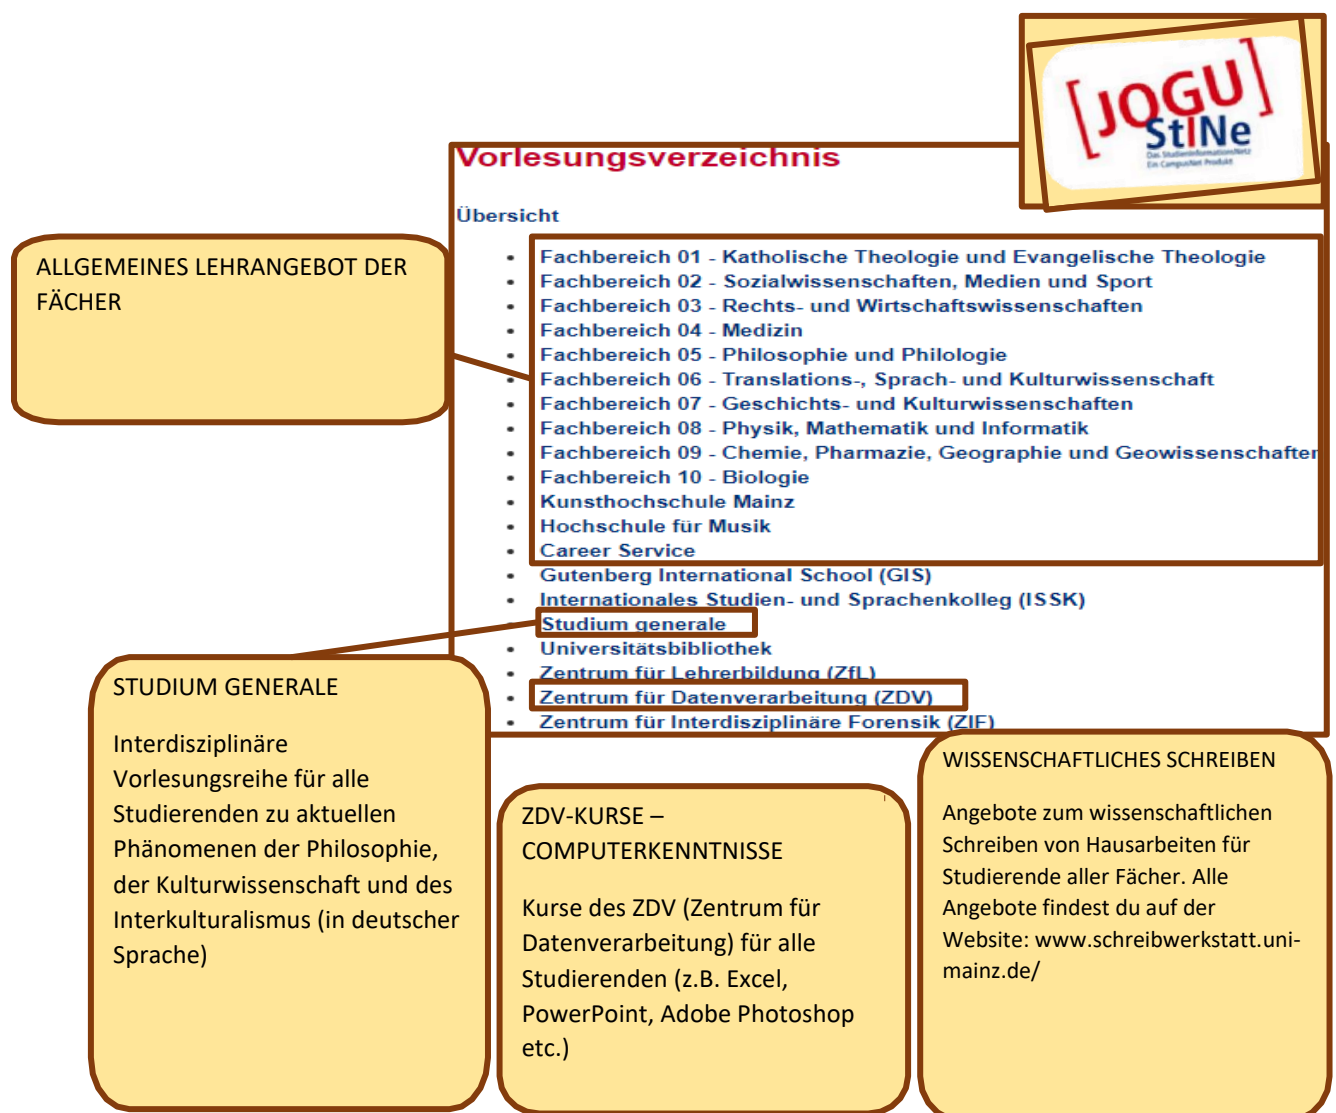 [JOGU]
StINe
Das StudienInformationsNetz
Ein CampusNet Produkt
Vorlesungsverzeichnis
Übersicht
ALLGEMEINES LEHRANGEBOT DER
FÄCHER
Fachbereich 01 - Katholische Theologie und Evangelische Theologie
Fachbereich 02 - Sozialwissenschaften, Medien und Sport
Fachbereich 03 - Rechts- und Wirtschaftswissenschaften
Fachbereich 04 - Medizin
Fachbereich 05 - Philosophie und Philologie
Fachbereich 06 - Translations-, Sprach- und Kulturwissenschaft
Fachbereich 07 - Geschichts- und Kulturwissenschaften
Fachbereich 08 - Physik, Mathematik und Informatik
Fachbereich 09 - Chemie, Pharmazie, Geographie und Geowissenschaften
Fachbereich 10 - Biologie
Kunsthochschule Mainz
Hochschule für Musik
Career Service
Gutenberg International School (GIS)
Internationales Studien- und Sprachenkolleg (ISSK)
Studium generale
Universitätsbibliothek
Zentrum für Lehrerbildung (ZfL)
Zentrum für Datenverarbeitung (ZDV)
Zentrum für Interdisziplinäre Forensik (ZIF)
STUDIUM GENERALE
Interdisziplinäre
Vorlesungsreihe für alle
Studierenden zu aktuellen
Phänomenen der Philosophie,
der Kulturwissenschaft und des
Interkulturalismus (in deutscher
Sprache)
ZDV-KURSE –
COMPUTERKENNTNISSE
Kurse des ZDV (Zentrum für
Datenverarbeitung) für alle
Studierenden (z.B. Excel,
PowerPoint, Adobe Photoshop
etc.)
WISSENSCHAFTLICHES SCHREIBEN
Angebote zum wissenschaftlichen
Schreiben von Hausarbeiten für
Studierende aller Fächer. Alle
Angebote findest du auf der
Website: www.schreibwerkstatt.uni-
mainz.de/